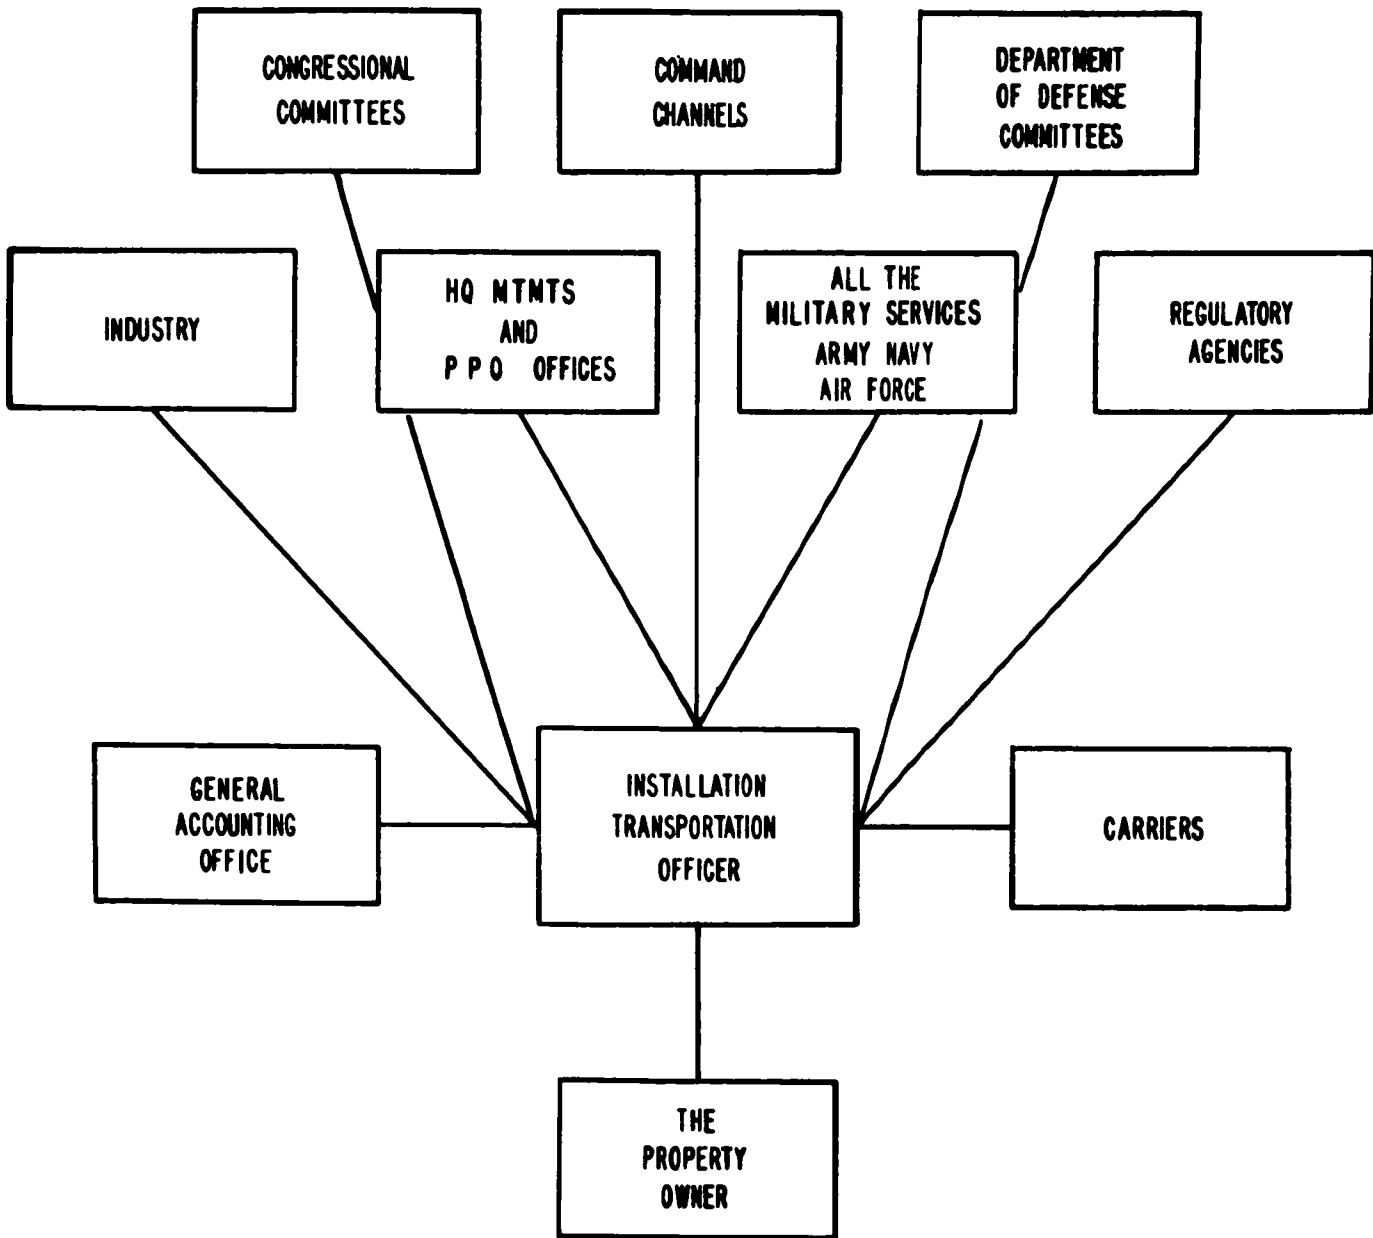 CONGRESSIONAL
COMMITTEES
COMMAND
CHANNELS
DEPARTMENT
OF DEFENSE
COMMITTEES
INDUSTRY
HQ MTMTS
AND
P P O OFFICES
ALL THE
MILITARY SERVICES
ARMY NAVY
AIR FORCE
REGULATORY
AGENCIES
GENERAL
ACCOUNTING
OFFICE
INSTALLATION
TRANSPORTATION
OFFICER
CARRIERS
THE
PROPERTY
OWNER